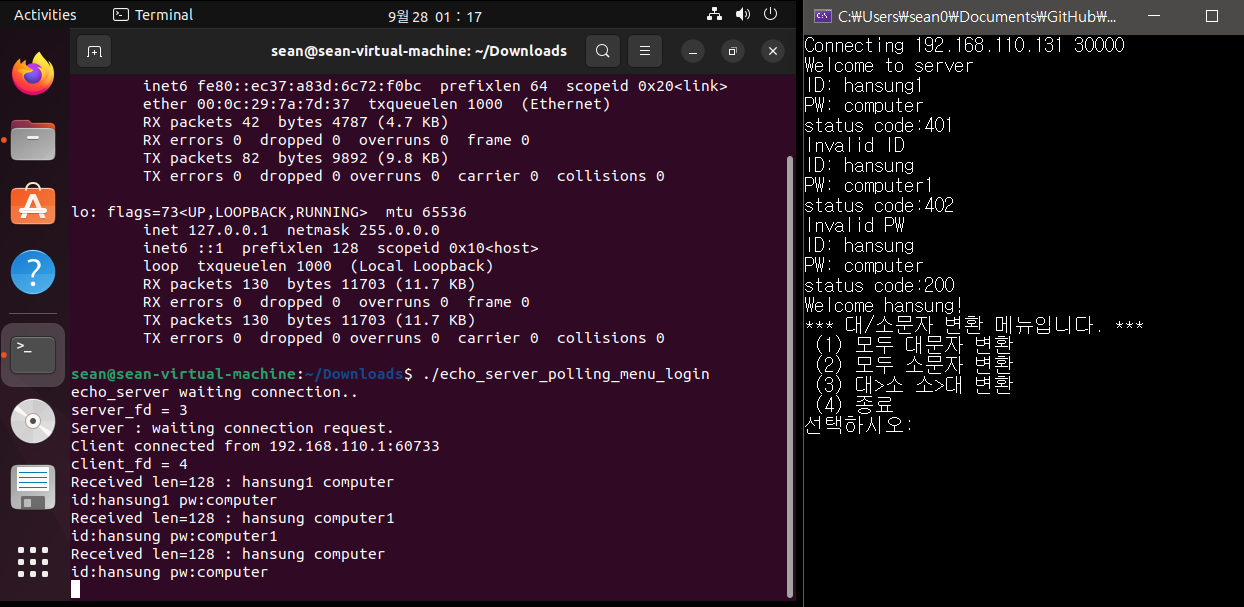 Activities
Terminal
9월 28 01 : 17
sean@sean-virtual-machine: ~/Downloads
inet6 fe80::ec37:a83d:6c72:f0bc prefixlen 64 scopeid 0x20<link>
ether 00:0c:29:7a:7d:37 txqueuelen 1000 (Ethernet)
RX packets 42 bytes 4787 (4.7 KB)
RX errors 0 dropped 0 overruns 0 frame 0
TX packets 82 bytes 9892 (9.8 KB)
TX errors 0 dropped 0 overruns 0 carrier 0 collisions 0
lo: flags=73<UP,LOOPBACK,RUNNING> mtu 65536
inet 127.0.0.1 netmask 255.0.0.0
inet6 ::1 prefixlen 128 scopeid 0x10<host>
loop txqueuelen 1000 (Local Loopback)
RX packets 130 bytes 11703 (11.7 KB)
RX errors 0 dropped 0 overruns 0 frame 0
TX packets 130 bytes 11703 (11.7 KB)
TX errors 0 dropped 0 overruns 0 carrier 0 collisions 0
sean@sean-virtual-machine:~/Downloads$ ./echo_server_polling_menu_login
echo_server waiting connection..
server_fd = 3
Server : waiting connection request.
Client connected from 192.168.110.1:60733
client_fd = 4
Received len=128 : hansung1 computer
id:hansung1 pw:computer
Received len=128 : hansung computer1
id:hansung pw:computer1
Received len=128 : hansung computer
id:hansung pw:computer
C:₩Users₩sean0₩Documents₩GitHub₩...
Connecting 192.168.110.131 30000
Welcome to server
ID: hansung1
PW: computer
status code:401
Invalid ID
ID: hansung
PW: computer1
status code:402
Invalid PW
ID: hansung
PW: computer
status code:200
Welcome hansung!
*** 대/소문자 변환 메뉴입니다. ***
(1) 모두 대문자 변환
(2) 모두 소문자 변환
(3) 대>소 소>대 변환
(4) 종료
선택하시오: